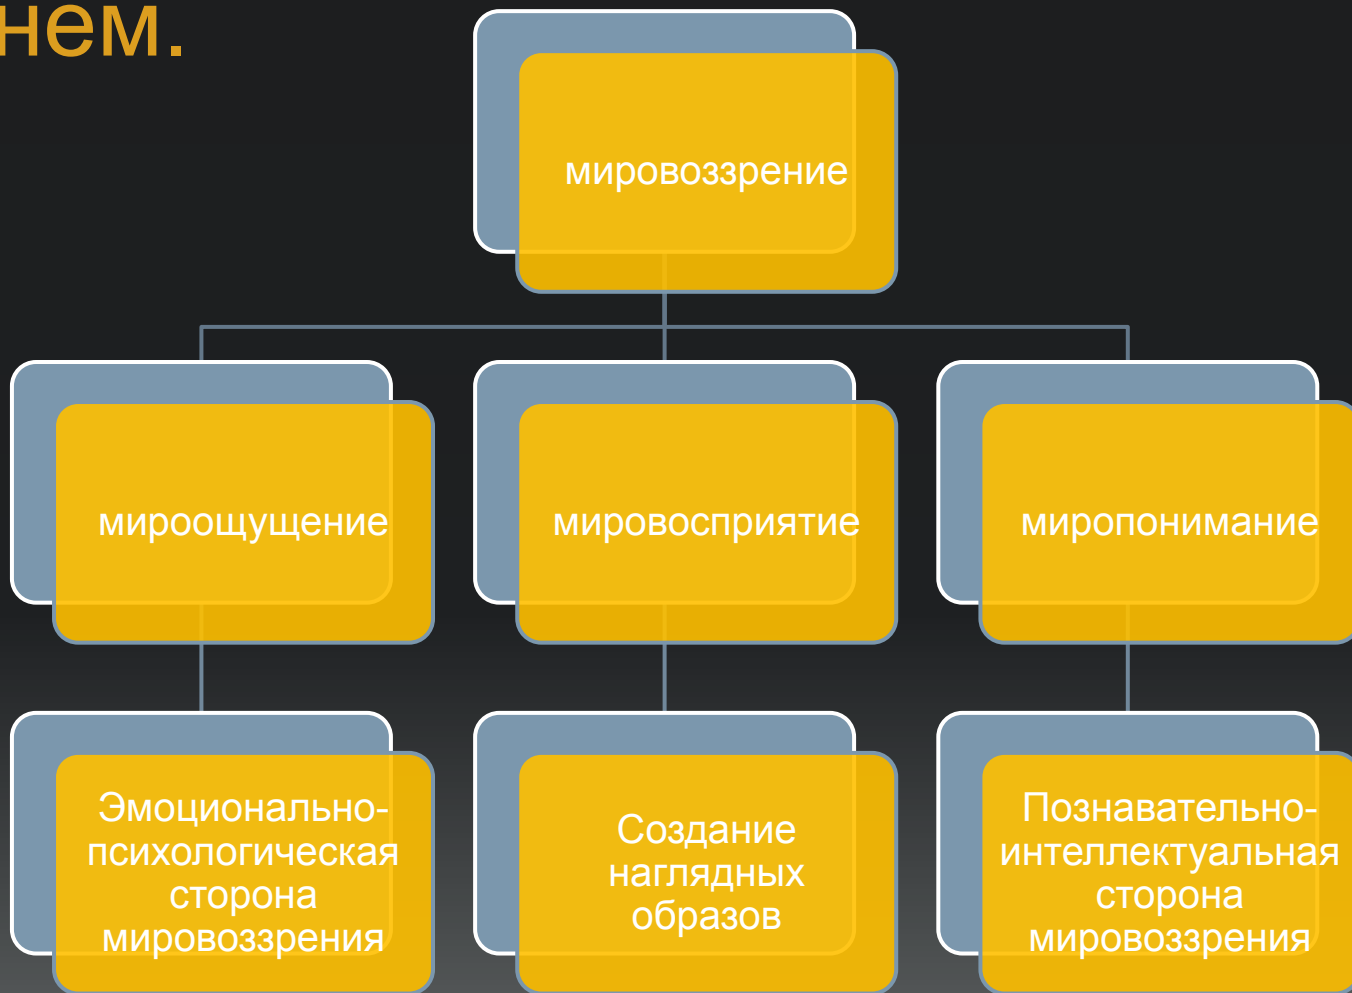 нем.
мировоззрение
мироощущение
мировосприятие
миропонимание
Эмоционально-
психологическая
сторона
мировоззрения
Создание
наглядных
образов
Познавательно-
интеллектуальная
сторона
мировоззрения